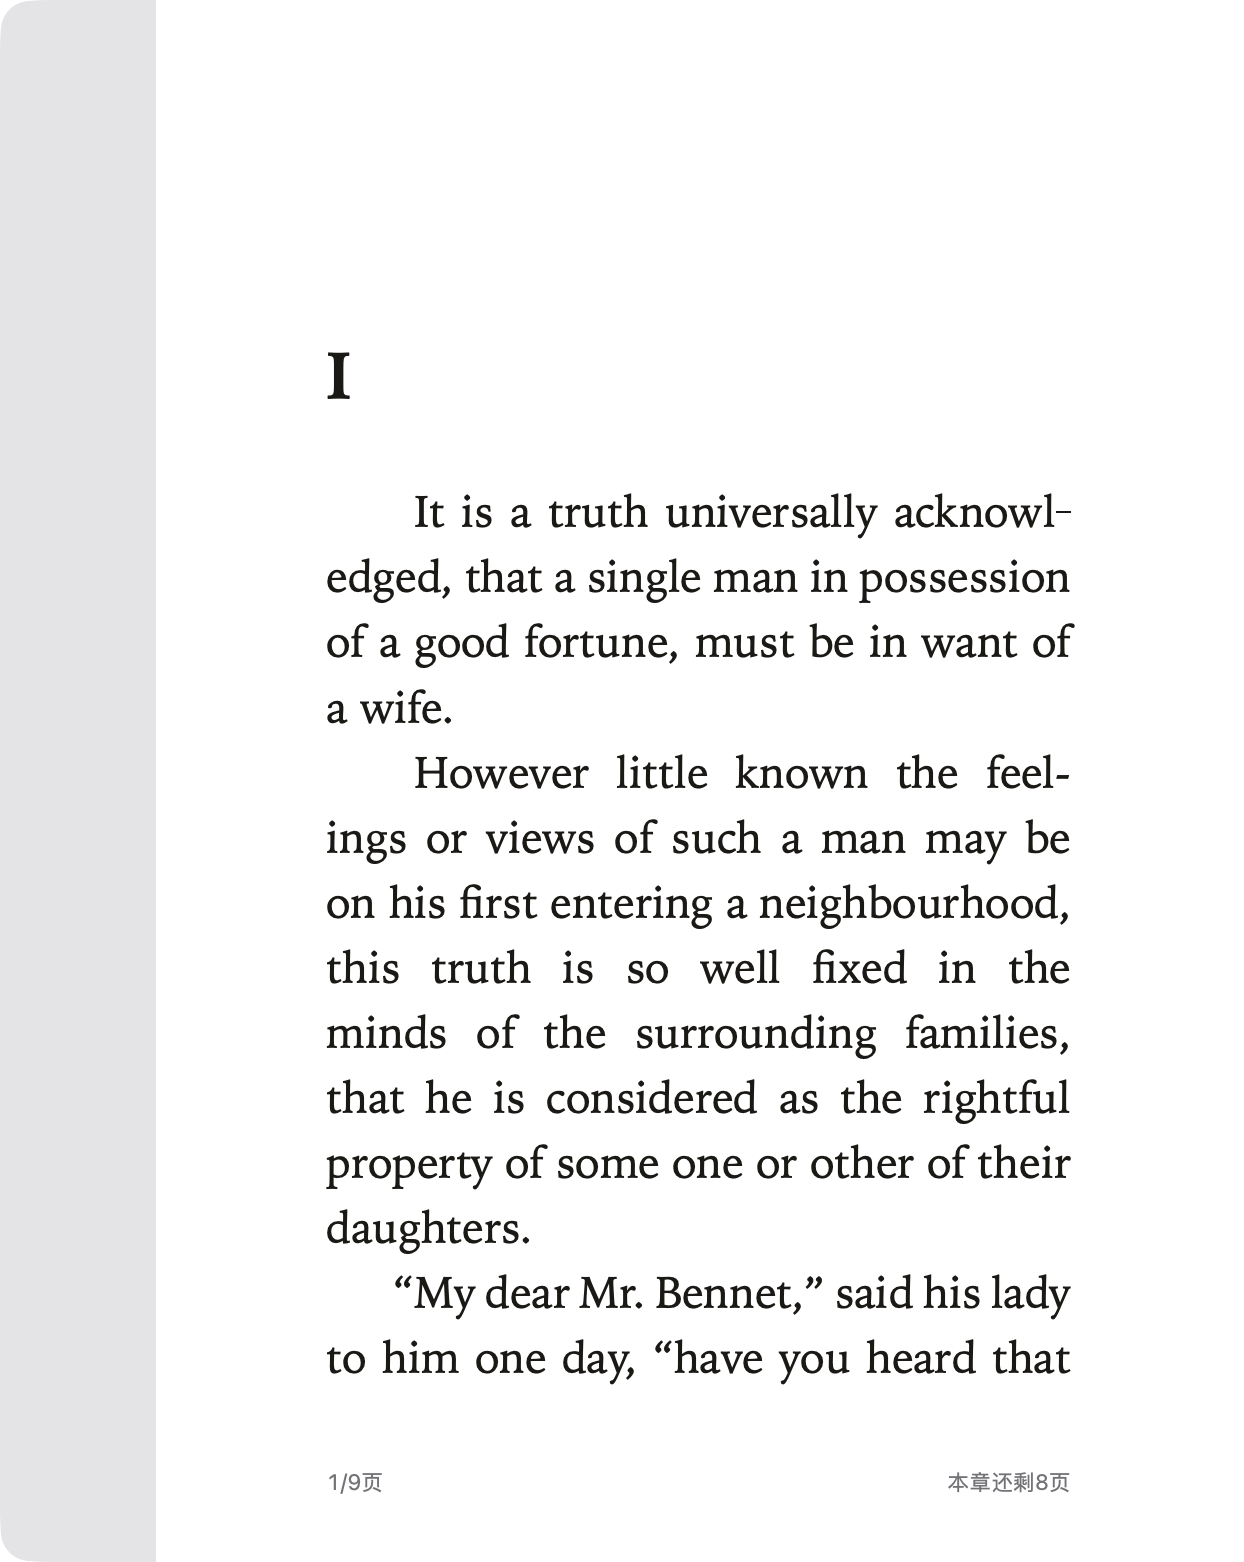 I
It is a truth universally acknowl-
edged, that a single man in possession
of a good fortune, must be in want of
a wife.
However little known the feel-
ings or views of such a man may be
on his first entering a neighbourhood,
this truth is so well fixed in the
minds of the surrounding families,
that he is considered as the rightful
property of some one or other of their
daughters.
“My dear Mr. Bennet,” said his lady
to him one day, “have you heard that
1/9页
本章还剩8页